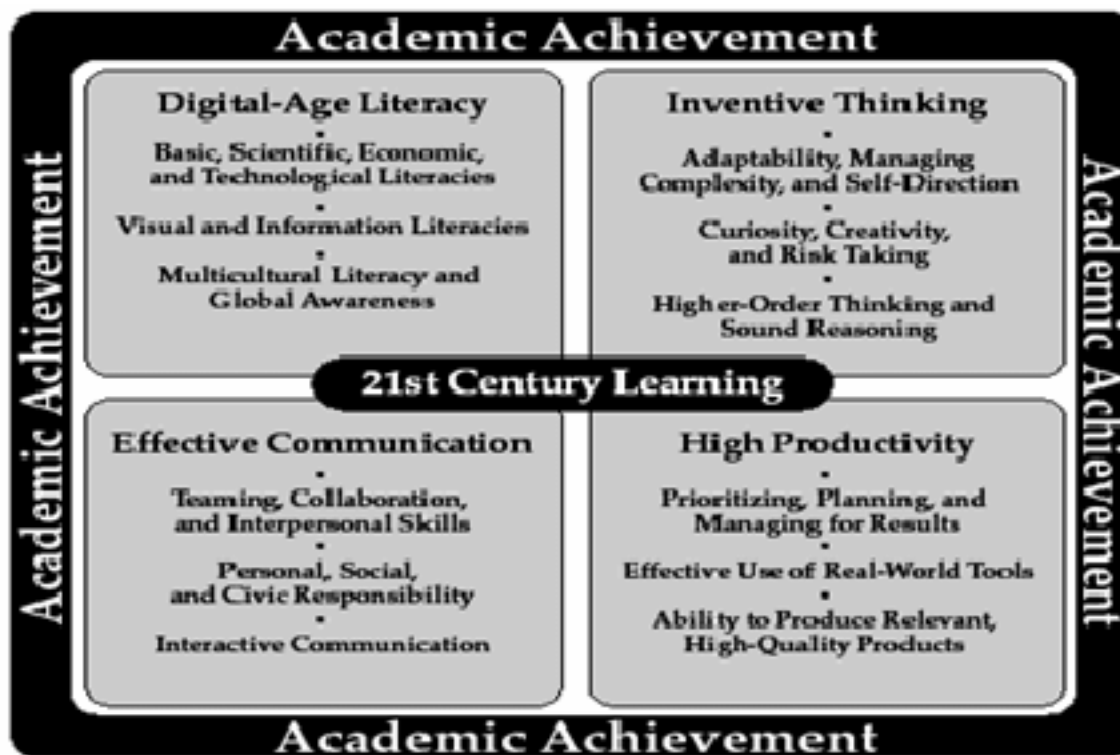 Academic Achievement
Academic Achievement
Digital-Age Literacy
Basic, Scientific, Economic,
and Technological Literacies
Visual and Information Literacies
Multicultural Literacy and
Global Awareness
Inventive Thinking
Adaptability, Managing
Complexity, and Self-Direction
Curiosity, Creativity,
and Risk Taking
Higher-Order Thinking and
Sound Reasoning
Academic Achievement
21st Century Learning
Effective Communication
Teaming, Collaboration,
and Interpersonal Skills
Personal, Social,
and Civic Responsibility
Interactive Communication
High Productivity
Prioritizing, Planning, and
Managing for Results
Effective Use of Real-World Tools
Ability to Produce Relevant,
High-Quality Products
Academic Achievement